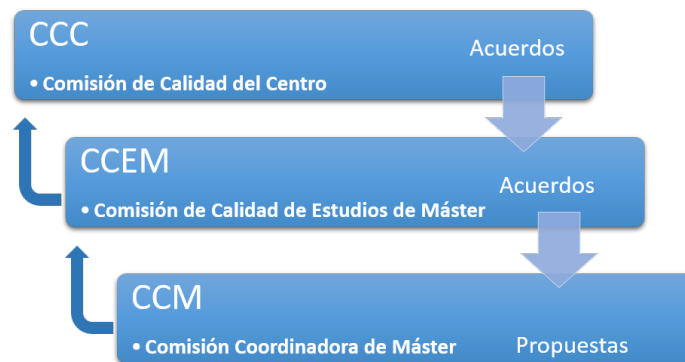 CCC
Acuerdos
• Comisión de Calidad del Centro
CCEM
Acuerdos
• Comisión de Calidad de Estudios de Máster
CCM
• Comisión Coordinadora de Máster
Propuestas